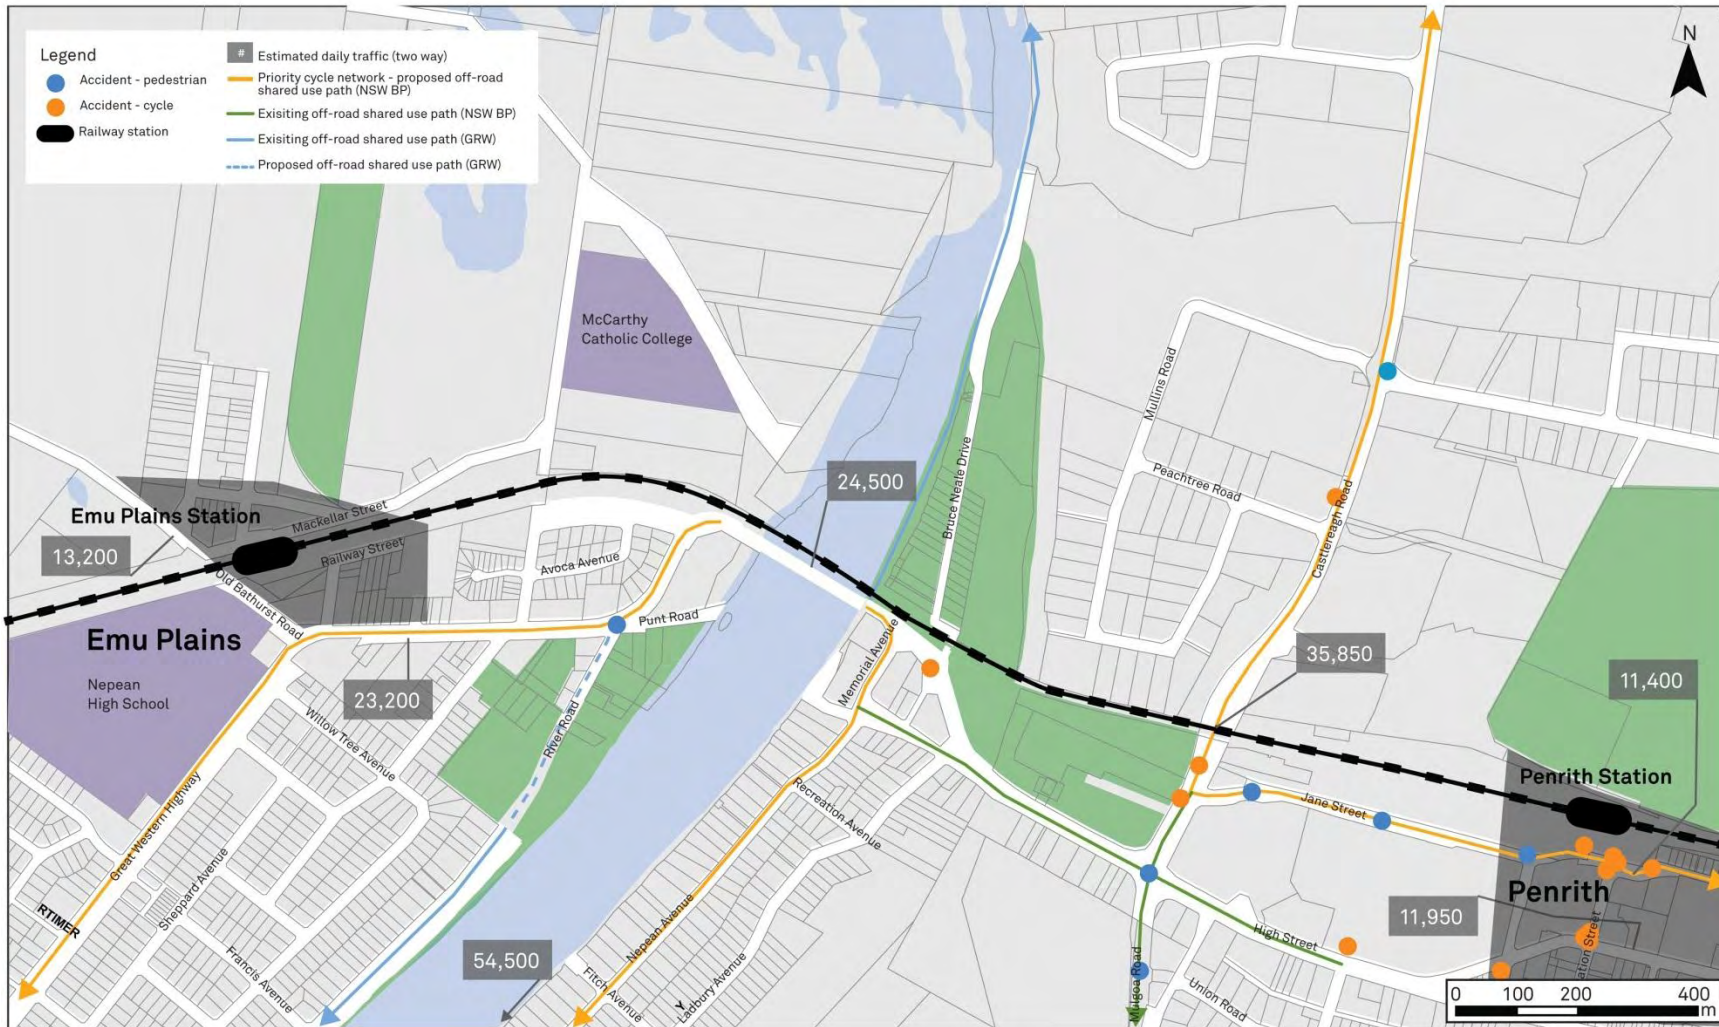 Legend
Accident - pedestrian
Accident - cycle
Railway station
#
Estimated daily traffic (two way)
Priority cycle network - proposed off-road
shared use path (NSW BP)
Exisiting off-road shared use path (NSW BP)
Exisiting off-road shared use path (GRW)
Proposed off-road shared use path (GRW)
N
McCarthy
Catholic College
Mullins Road
Peachtree Road
Castlereagh Road
Bruce Neale Drive
24,500
Mackellar Street
Emu Plains Station
Railway Street
13,200
Avoca Avenue
Old Bathurst Road
Punt Road
Emu Plains
Nepean
High School
23,200
Memorial Avenue
35,850
11,400
Willow Tree Avenue
River Road
Penrith Station
Recreation Avenue
Jane Street
Great Western Highway
Sheppard Avenue
Penrith
11,950
RTIMER
Nepean Avenue
High Street
ation Street
54,500
Francis Avenue
Fitch Avenue
Y
Ladbury Avenue
Mulgoa Road
Union Road
0 100 200 400
m